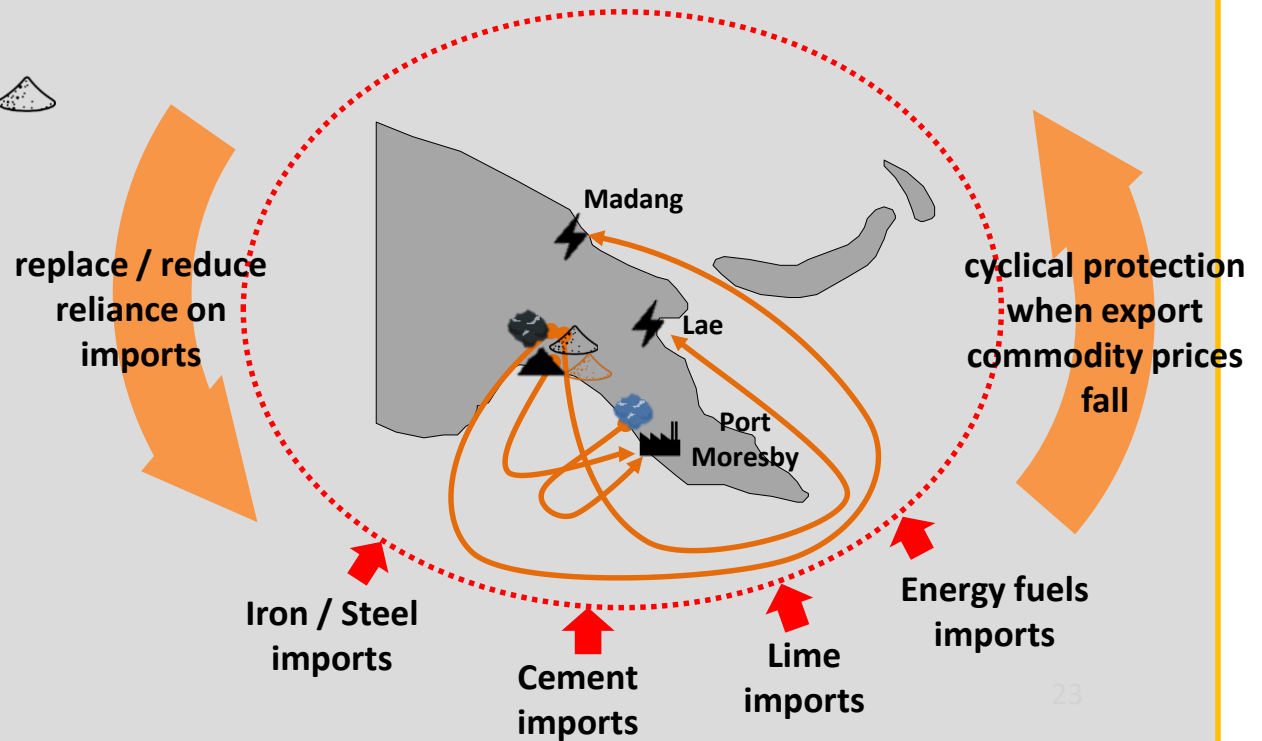 Madang
replace / reduce
reliance on
imports
cyclical protection
when export
commodity prices
fall
Lae
Port
Moresby
Iron / Steel
imports
Cement
imports
Lime
imports
Energy fuels
imports
23